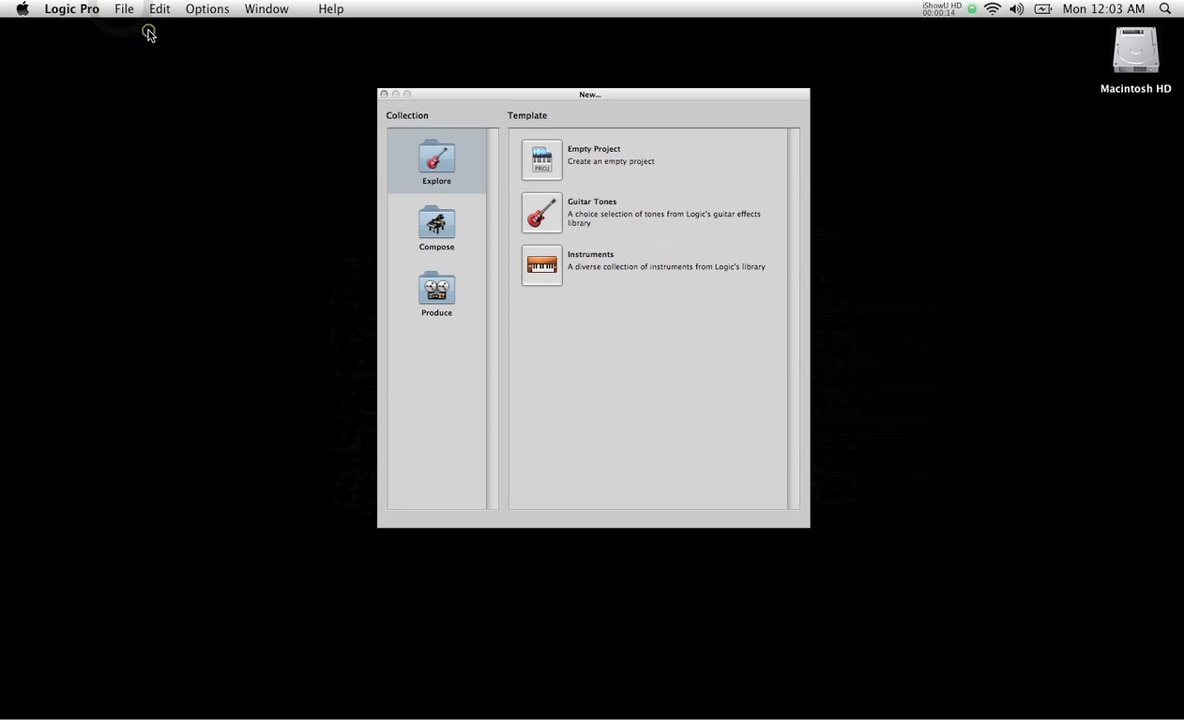 Logic Pro File Edit Options Window Help iShowU HD 00:00:14 Mon 12:03 AM
Macintosh HD
New...
Collection Template
Explore
Compose
Produce
Empty Project
Create an empty project
PROJ
Guitar Tones
A choice selection of tones from Logic's guitar effects
library
Instruments
A diverse collection of instruments from Logic's library